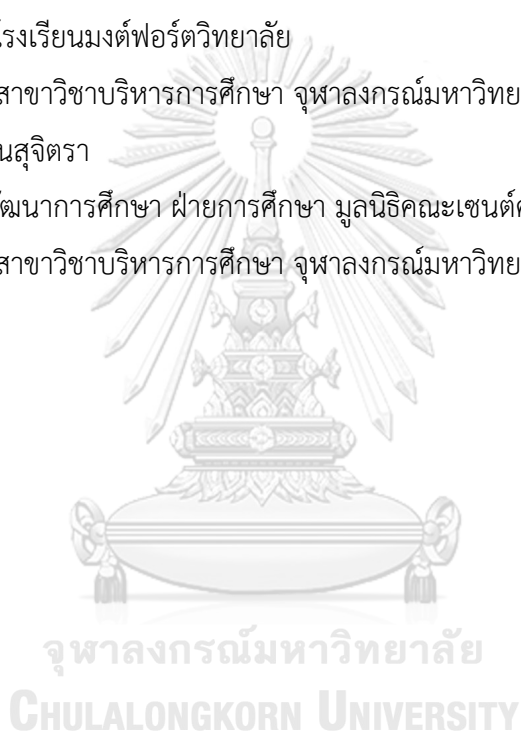 โรงเรียนมงต์ฟอร์ตวิทยาลัย
สาขาวิชาบริหารการศึกษา จุฬาลงกรณ์มหาวิทย
นสุจิตรา
ัฒนาการศึกษา ฝ่ายการศึกษา มูลนิธิคณะเซนต์ค
สาขาวิชาบริหารการศึกษา จุฬาลงกรณ์มหาวิทย
จุฬาลงกรณ์มหาวิทยาลัย
CHULALONGKORN UNIVERSITY